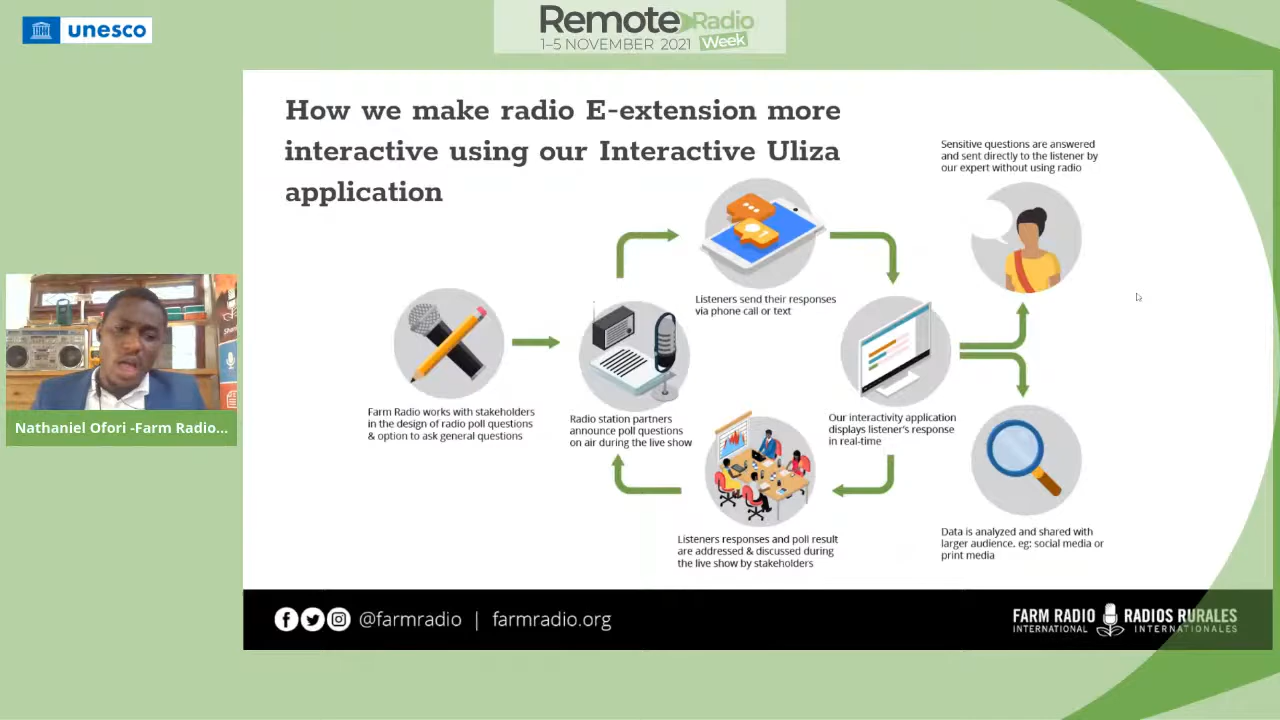 unesco
Remote Radio
Week
1–5 NOVEMBER 2021
How we make radio E-extension more
interactive using our Interactive Uliza
application
Sensitive questions are answered
and sent directly to the listener by
our expert without using radio
Listeners send their responses
via phone call or text
Farm Radio works with stakeholders
in the design of radio poll questions
& option to ask general questions
Radio station partners
announce poll questions
on air during the live show
Our interactivity application
displays listener's response
in real-time
Listeners responses and poll result
are addressed & discussed during
the live show by stakeholders
Data is analyzed and shared with
larger audience. eg: social media or
print media
Nathaniel Ofori -Farm Radio...
@farmradio | farmradio.org
FARM RADIO
INTERNATIONAL
RADIOS RURALES
INTERNATIONALES